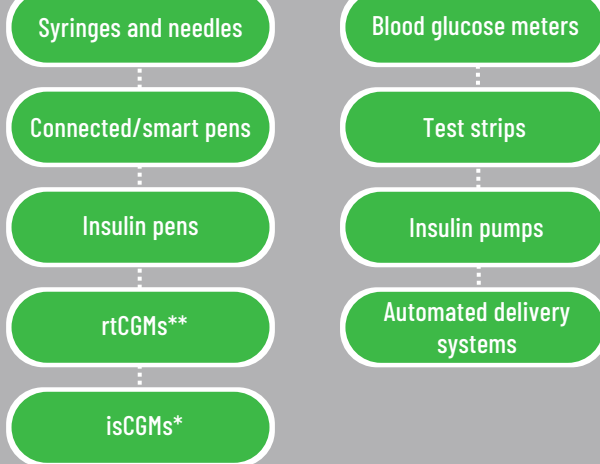 Syringes and needles
Connected/smart pens
Insulin pens
rtCGMs**
isCGMs*
Blood glucose meters
Test strips
Insulin pumps
Automated delivery
systems